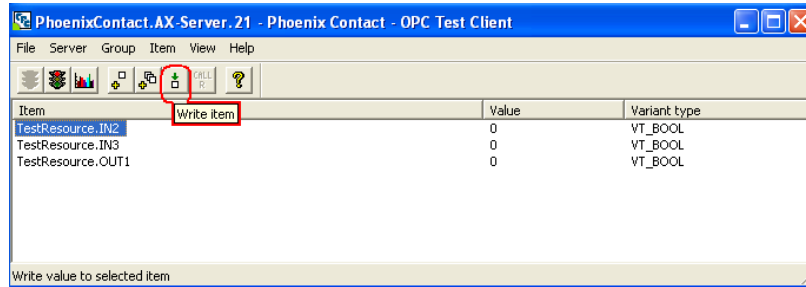 PhoenixContact.AX-Server.21 - Phoenix Contact - OPC Test Client
File Server Group Item View Help
CALL
R
Write item
Item Value Variant type
TestResource.IN2 0 VT_BOOL
TestResource.IN3 0 VT_BOOL
TestResource.OUT1 0 VT_BOOL
Write value to selected item